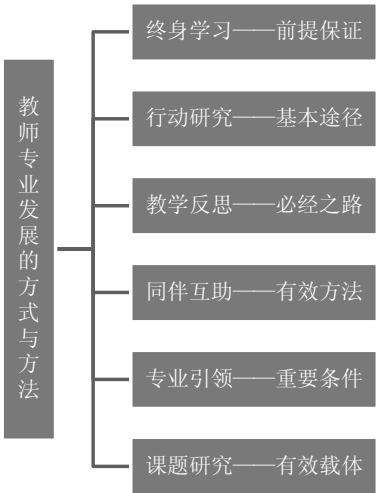 教师专业发展的方式与方法
终身学习——前提保证
行动研究——基本途径
教学反思——必经之路
同伴互助——有效方法
专业引领——重要条件
课题研究——有效载体